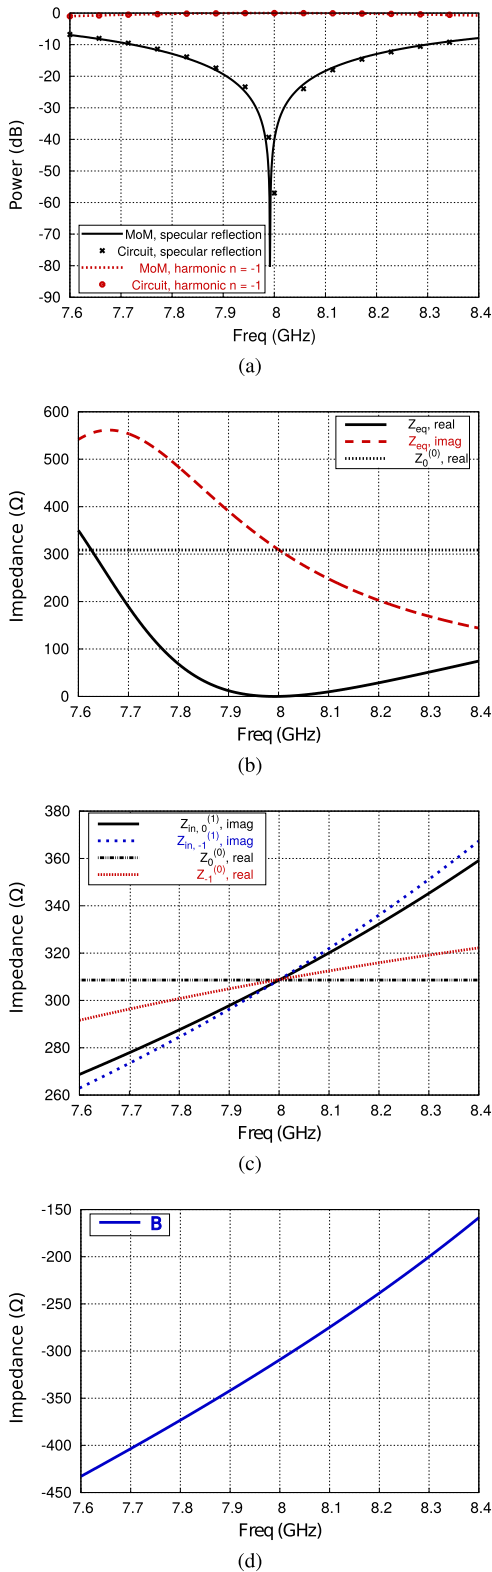 0
-10
-20
-30
-40
-50
-60
-70
-80
-90
Power (dB)
MoM, specular reflection
Circuit, specular reflection
MoM, harmonic n = -1
Circuit, harmonic n = -1
7.6 7.7 7.8 7.9 8 8.1 8.2 8.3 8.4
Freq (GHz)
(a)
600
500
400
300
200
100
0
Impedance (Ω)
Zeq, real
Zeq, imag
Z0(0), real
7.6 7.7 7.8 7.9 8 8.1 8.2 8.3 8.4
Freq (GHz)
(b)
380
360
340
320
300
280
260
Impedance (Ω)
Zin, 0(1), imag
Zin, -1(1), imag
Z0(0), real
Z-1(0), real
7.6 7.7 7.8 7.9 8 8.1 8.2 8.3 8.4
Freq (GHz)
(c)
-150
-200
-250
-300
-350
-400
-450
Impedance (Ω)
B
7.6 7.7 7.8 7.9 8 8.1 8.2 8.3 8.4
Freq (GHz)
(d)